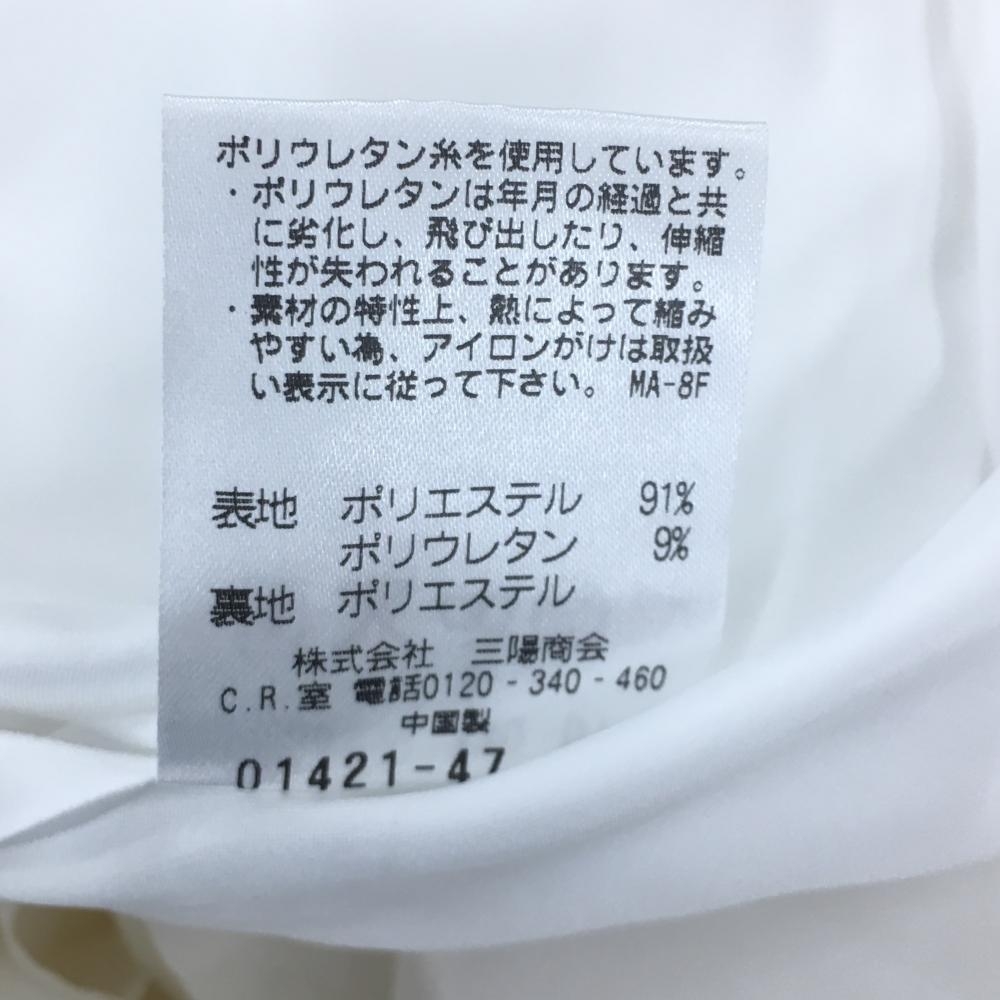 ポリウレタン糸を使用しています。
・ポリウレタンは年月の経過と共
に劣化し、飛び出したり、伸縮
性が失われることがあります。
・素材の特性上、熱によって縮み
やすい為、アイロンがけは取扱
い表示に従って下さい。 MA-8F
表地 ポリエステル 91%
ポリウレタン 9%
裏地 ポリエステル
株式会社 三陽商会
C.R.室 電話0120-340-460
中国製
01421-47